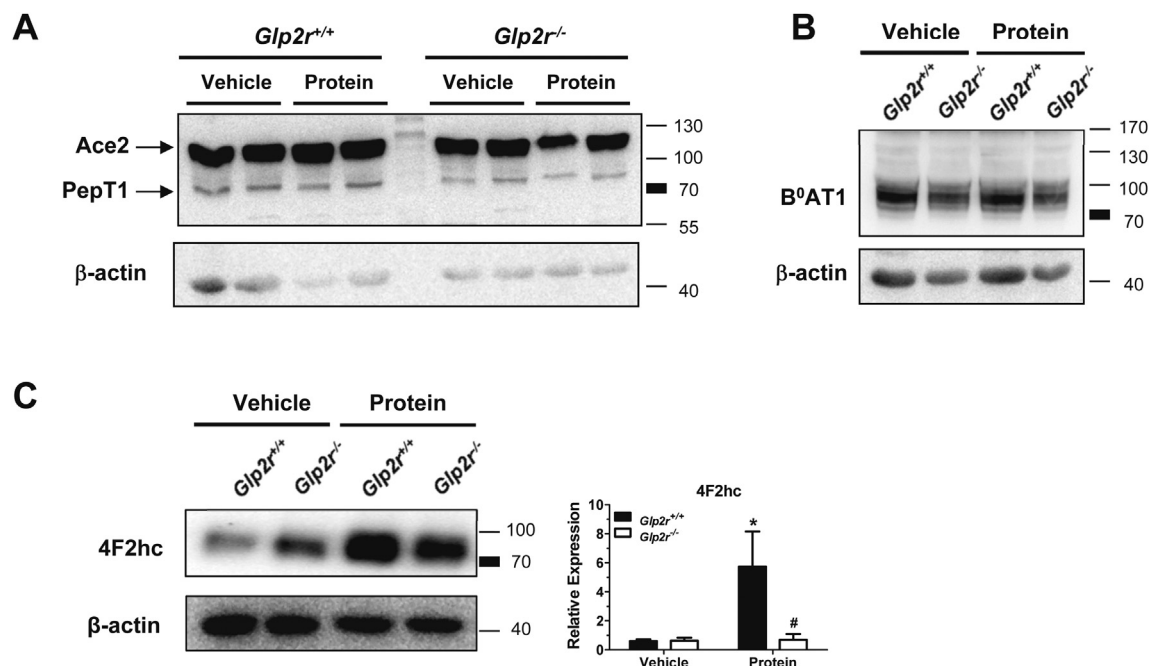 A
Glp2r+/+ Glp2r-/-
Vehicle Protein Vehicle Protein
Ace2
PepT1
130
100
70
55
β-actin
40
B
Vehicle Protein
Glp2r+/+ Glp2r-/- Glp2r+/+ Glp2r-/-
B⁰AT1
170
130
100
70
β-actin
40
C
Vehicle Protein
Glp2r+/+ Glp2r-/- Glp2r+/+ Glp2r-/-
4F2hc
100
70
β-actin
40
4F2hc
Relative Expression
10
8
6
4
2
0
Glp2r+/+
Glp2r-/-
*
#
Vehicle Protein